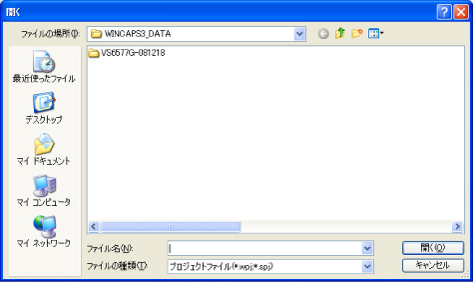 開く
ファイルの場所(I):
WINCAPS3_DATA
VS6577G-081218
最近使ったファイル
デスクトップ
マイ ドキュメント
マイ コンピュータ
マイ ネットワーク
ファイル名(N):
開く(O)
ファイルの種類(T):
プロジェクトファイル(*.wpj;*.spj)
キャンセル